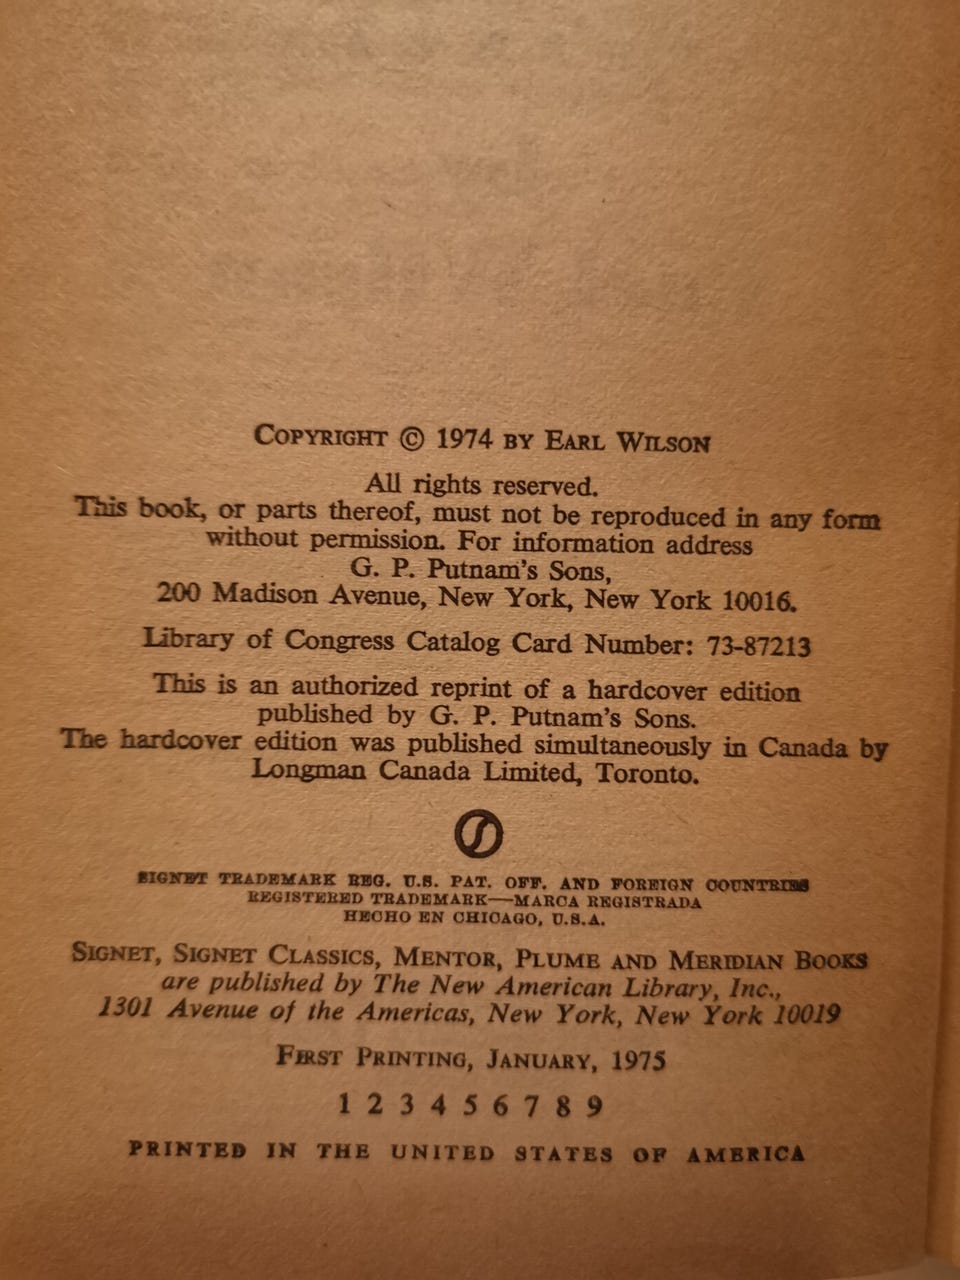 COPYRIGHT © 1974 BY EARL WILSON
All rights reserved.
This book, or parts thereof, must not be reproduced in any form
without permission. For information address
G. P. Putnam's Sons,
200 Madison Avenue, New York, New York 10016.
Library of Congress Catalog Card Number: 73-87213
This is an authorized reprint of a hardcover edition
published by G. P. Putnam's Sons.
The hardcover edition was published simultaneously in Canada by
Longman Canada Limited, Toronto.
SIGNET TRADEMARK REG. U.S. PAT. OFF. AND FOREIGN COUNTRIES
REGISTERED TRADEMARK—MARCA REGISTRADA
HECHO EN CHICAGO, U.S.A.
SIGNET, SIGNET CLASSICS, MENTOR, PLUME AND MERIDIAN BOOKS
are published by The New American Library, Inc.,
1301 Avenue of the Americas, New York, New York 10019
FIRST PRINTING, JANUARY, 1975
1 2 3 4 5 6 7 8 9
PRINTED IN THE UNITED STATES OF AMERICA